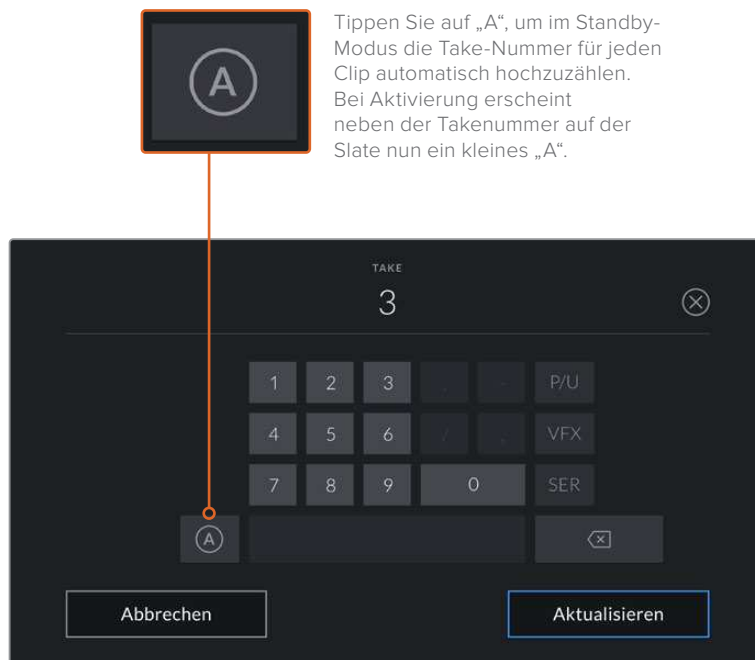 A
Tippen Sie auf „A“, um im Standby-
Modus die Take-Nummer für jeden
Clip automatisch hochzuzählen.
Bei Aktivierung erscheint
neben der Takenummer auf der
Slate nun ein kleines „A“.
TAKE
3
1 2 3 - P/U
4 5 6 / VFX
7 8 9 0 SER
A
Abbrechen Aktualisieren